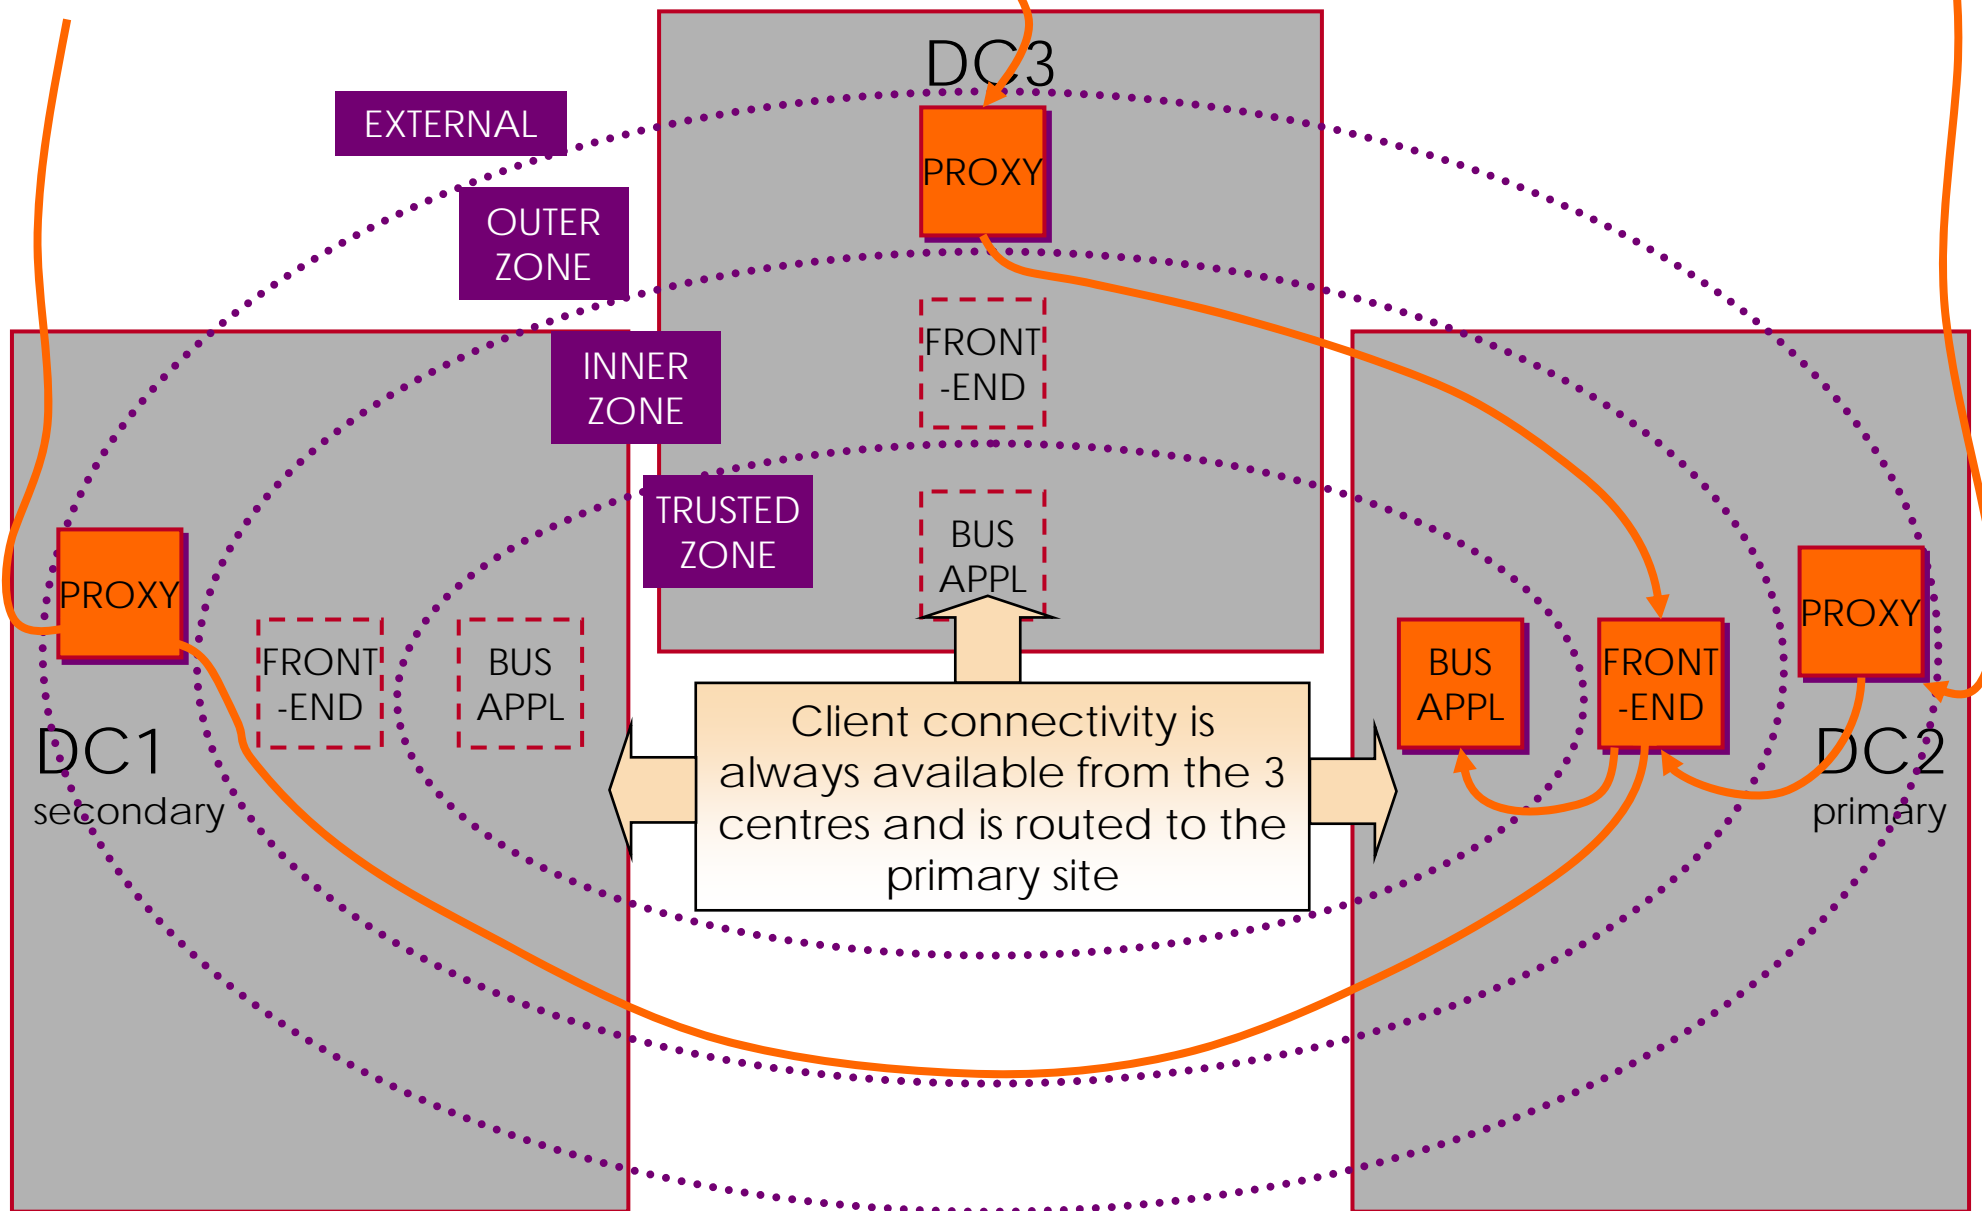 DC3
EXTERNAL
PROXY
OUTER
ZONE
FRONT
-END
INNER
ZONE
TRUSTED
ZONE
BUS
APPL
PROXY
FRONT
-END
BUS
APPL
DC1
secondary
Client connectivity is
always available from the 3
centres and is routed to the
primary site
BUS
APPL
FRONT
-END
PROXY
DC2
primary